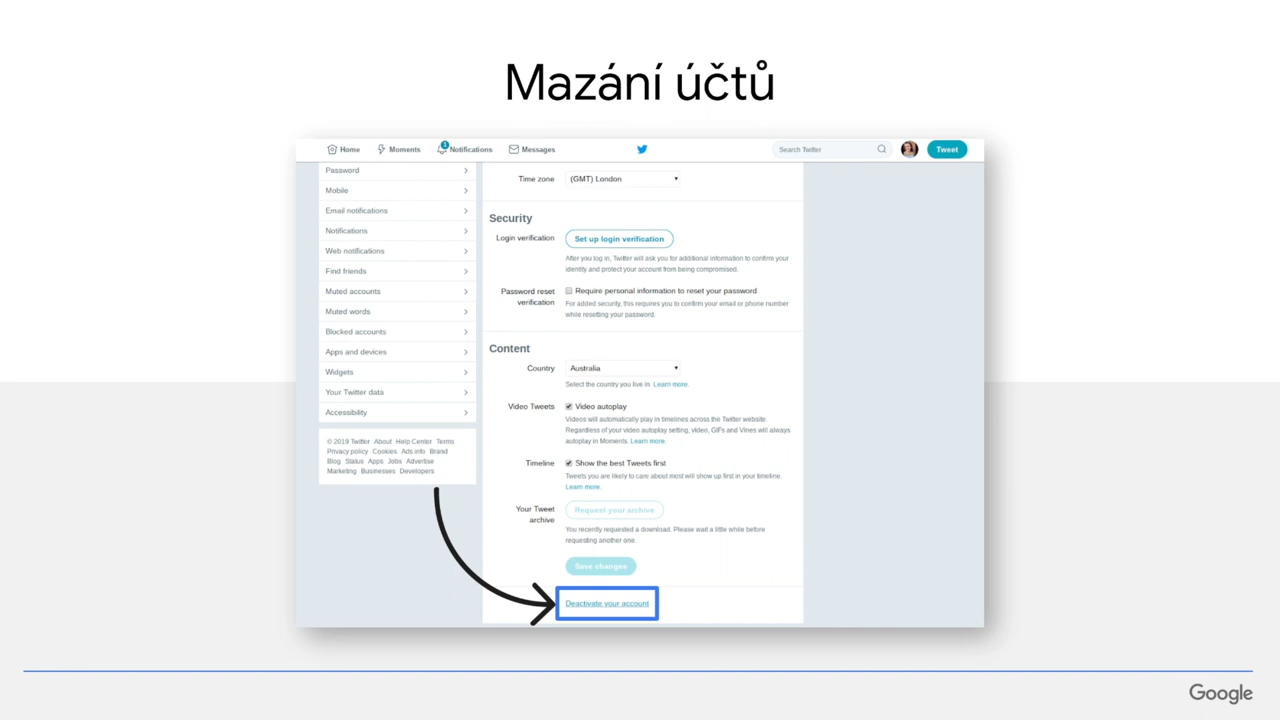 Mazání účtů
Home Moments 1 Notifications Messages Search Twitter Tweet
Password
Mobile
Email notifications
Notifications
Web notifications
Find friends
Muted accounts
Muted words
Blocked accounts
Apps and devices
Widgets
Your Twitter data
Accessibility
© 2019 Twitter About Help Center Terms
Privacy policy Cookies Ads info Brand
Blog Status Apps Jobs Advertise
Marketing Businesses Developers
Time zone (GMT) London
Security
Login verification Set up login verification
After you log in, Twitter will ask you for additional information to confirm your
identity and protect your account from being compromised.
Password reset
verification
Require personal information to reset your password
For added security, this requires you to confirm your email or phone number
while resetting your password.
Content
Country Australia
Select the country you live in. Learn more.
Video Tweets Video autoplay
Videos will automatically play in timelines across the Twitter website.
Regardless of your video autoplay setting, video, GIFs and Vines will always
autoplay in Moments. Learn more.
Timeline Show the best Tweets first
Tweets you are likely to care about most will show up first in your timeline.
Learn more.
Your Tweet
archive
Request your archive
You recently requested a download. Please wait a little while before
requesting another one.
Save changes
Deactivate your account
Google